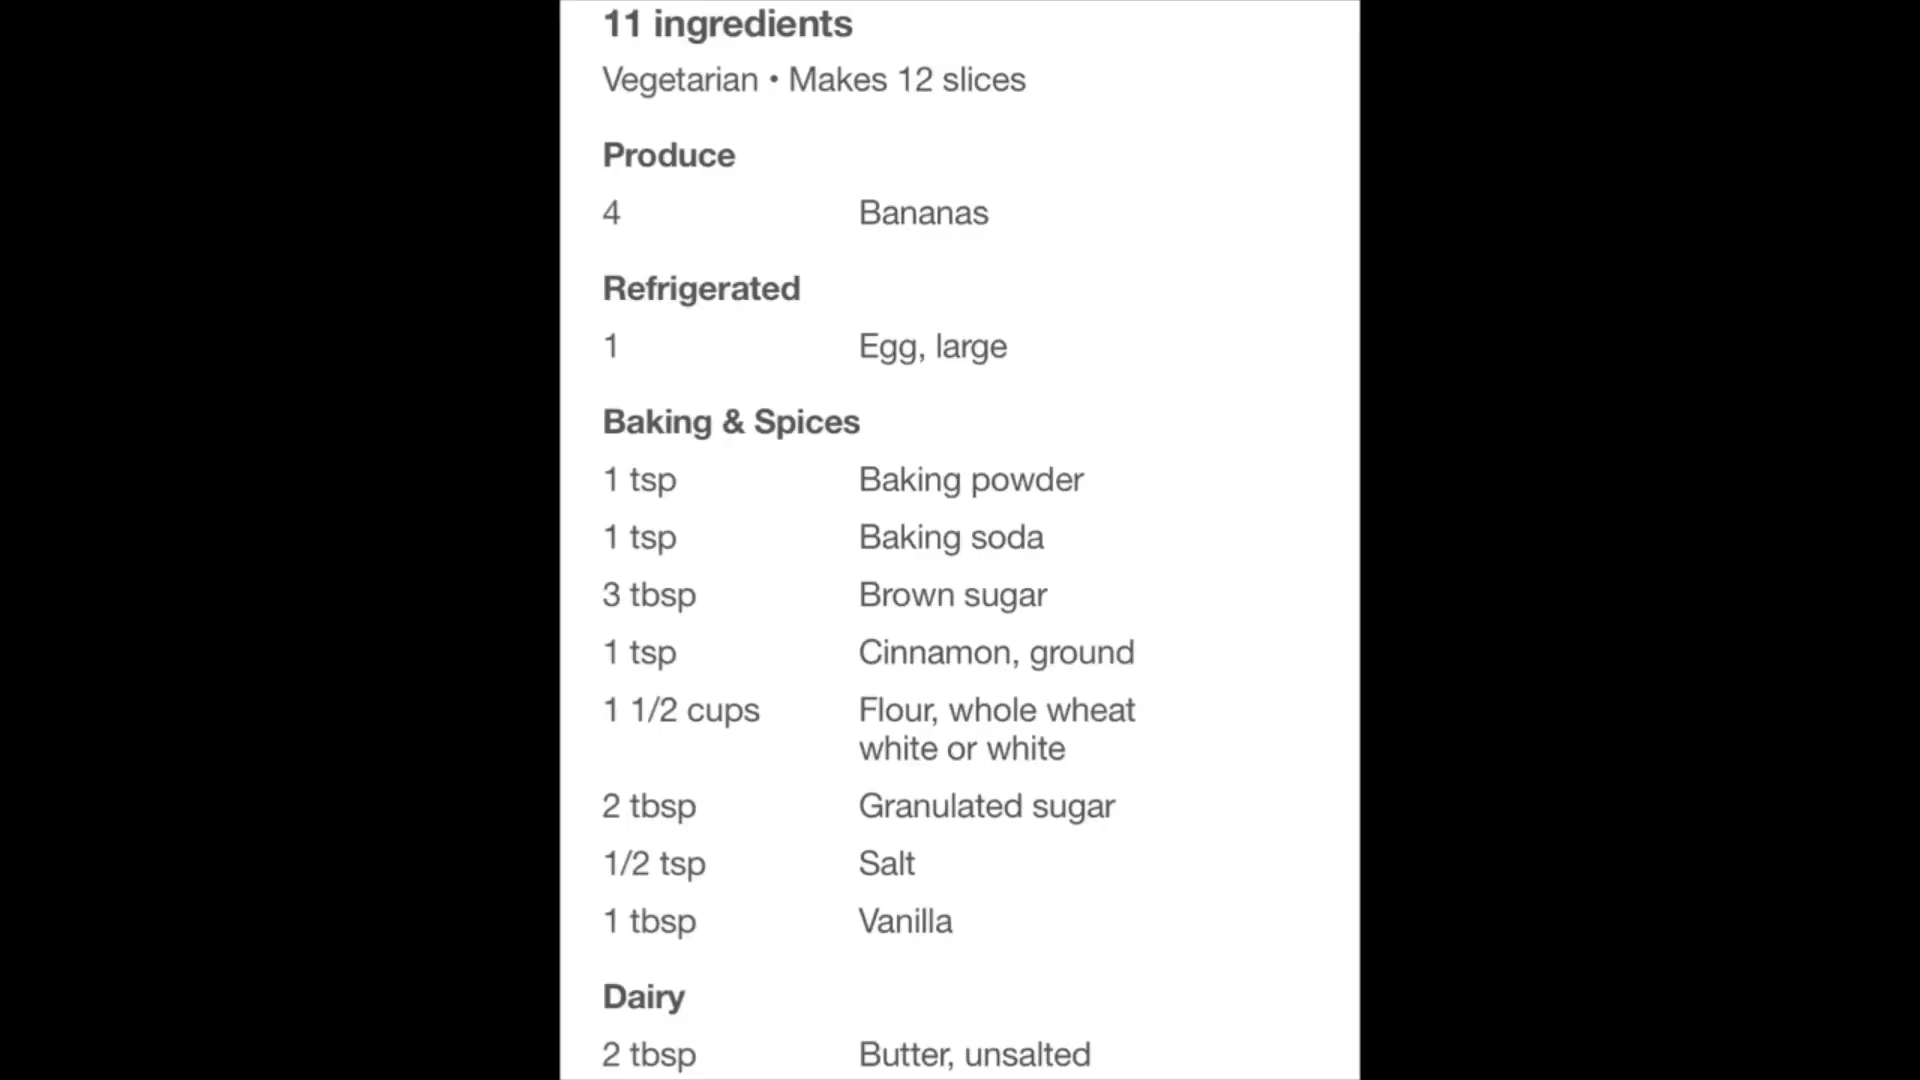 11 ingredients
Vegetarian • Makes 12 slices
Produce
4 Bananas
Refrigerated
1 Egg, large
Baking & Spices
1 tsp Baking powder
1 tsp Baking soda
3 tbsp Brown sugar
1 tsp Cinnamon, ground
1 1/2 cups Flour, whole wheat
white or white
2 tbsp Granulated sugar
1/2 tsp Salt
1 tbsp Vanilla
Dairy
2 tbsp Butter, unsalted